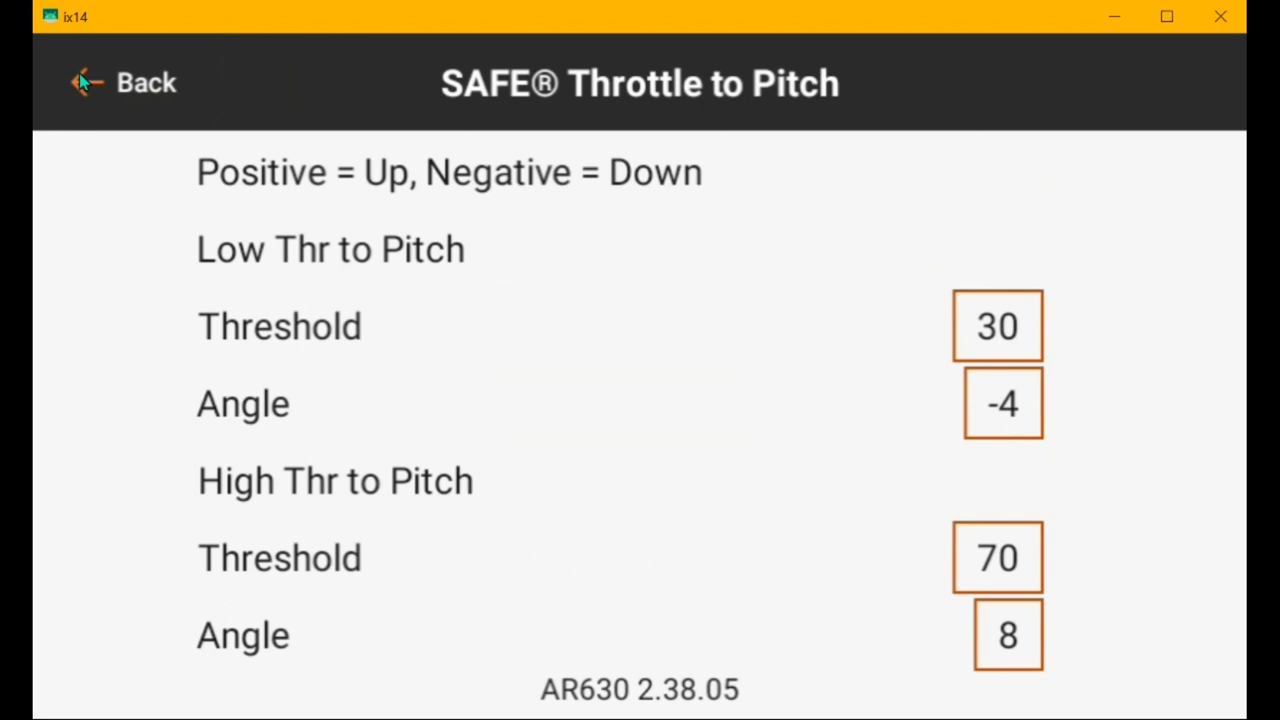 ix14
Back
SAFE® Throttle to Pitch
Positive = Up, Negative = Down
Low Thr to Pitch
Threshold 30
Angle -4
High Thr to Pitch
Threshold 70
Angle 8
AR630 2.38.05